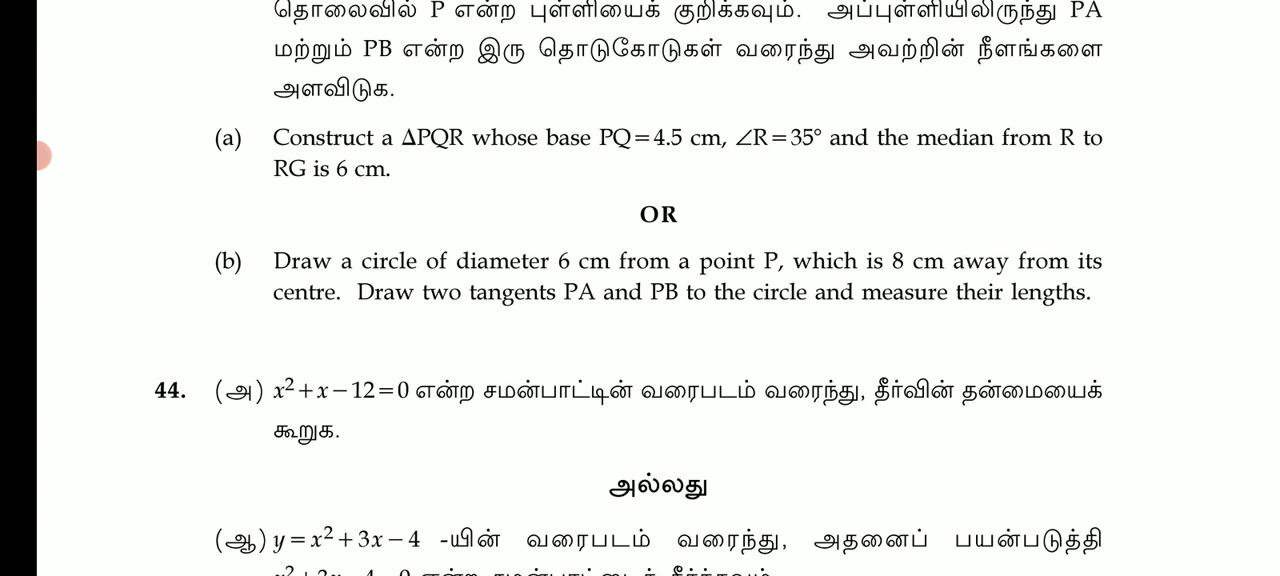 தொலைவில் P என்ற புள்ளியைக் குறிக்கவும். அப்புள்ளியிலிருந்து PA
மற்றும் PB என்ற இரு தொடுகோடுகள் வரைந்து அவற்றின் நீளங்களை
அளவிடுக.
(a) Construct a ΔPQR whose base PQ=4.5 cm, ∠R=35° and the median from R to
RG is 6 cm.
OR
(b) Draw a circle of diameter 6 cm from a point P, which is 8 cm away from its
centre. Draw two tangents PA and PB to the circle and measure their lengths.
44. (அ) x²+x−12=0 என்ற சமன்பாட்டின் வரைபடம் வரைந்து, தீர்வின் தன்மையைக்
கூறுக.
அல்லது
(ஆ) y=x²+3x−4 -யின் வரைபடம் வரைந்து, அதனைப் பயன்படுத்தி